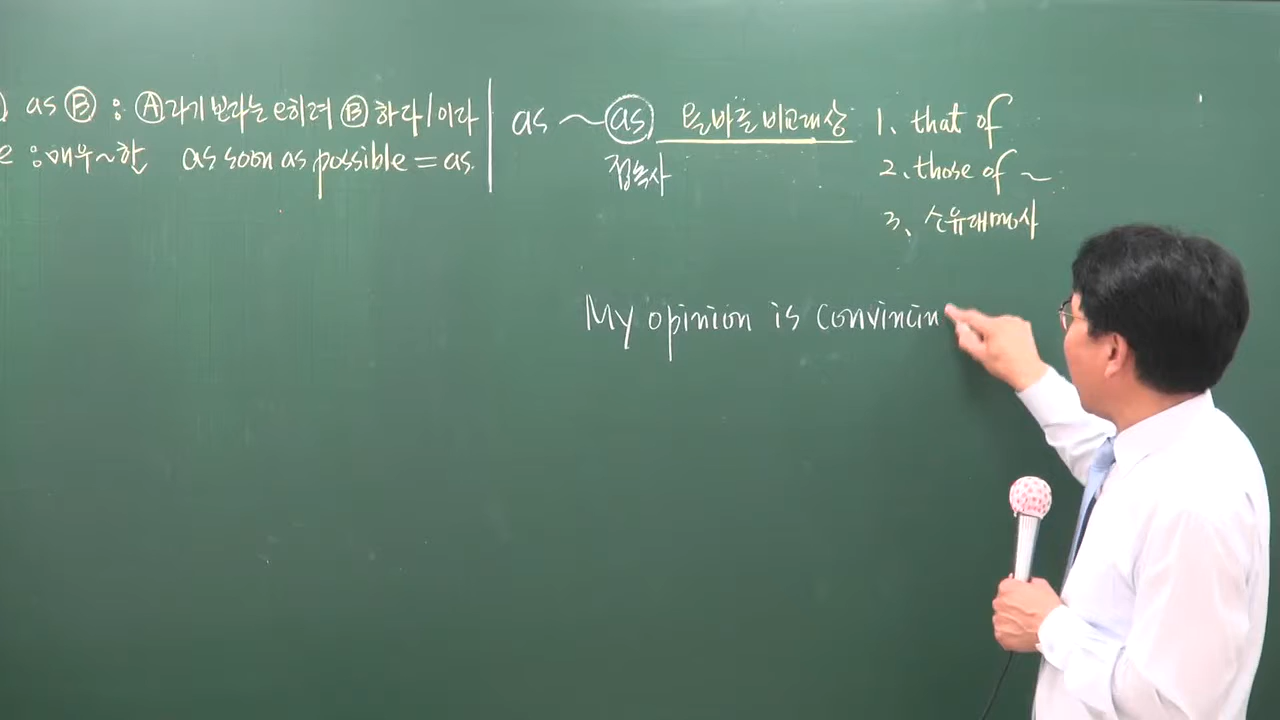 as Ⓑ : Ⓐ라기 보다는 오히려 Ⓑ 하다/이다
e : 매우~한 as soon as possible = as
as ~ as 올바른 비교대상
접속사
1. that of
2. those of ~
3. 소유대명사
My opinion is convincin